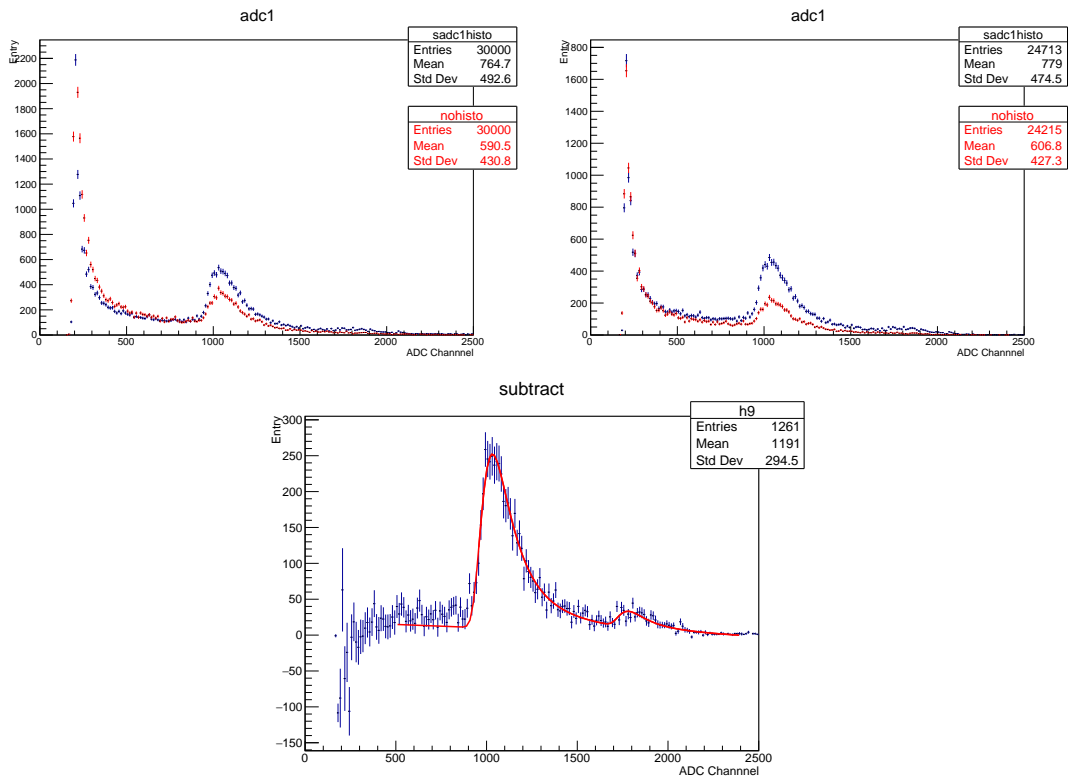 adc1
Entry
sadc1histo
Entries 30000
Mean 764.7
Std Dev 492.6
nohisto
Entries 30000
Mean 590.5
Std Dev 430.8
2200
2000
1800
1600
1400
1200
1000
800
600
400
200
0
0 500 1000 1500 2000 2500
ADC Channnel
adc1
Entry
sadc1histo
Entries 24713
Mean 779
Std Dev 474.5
nohisto
Entries 24215
Mean 606.8
Std Dev 427.3
1800
1600
1400
1200
1000
800
600
400
200
0
0 500 1000 1500 2000 2500
ADC Channnel
subtract
Entry
h9
Entries 1261
Mean 1191
Std Dev 294.5
300
250
200
150
100
50
0
−50
−100
−150
0 500 1000 1500 2000 2500
ADC Channnel